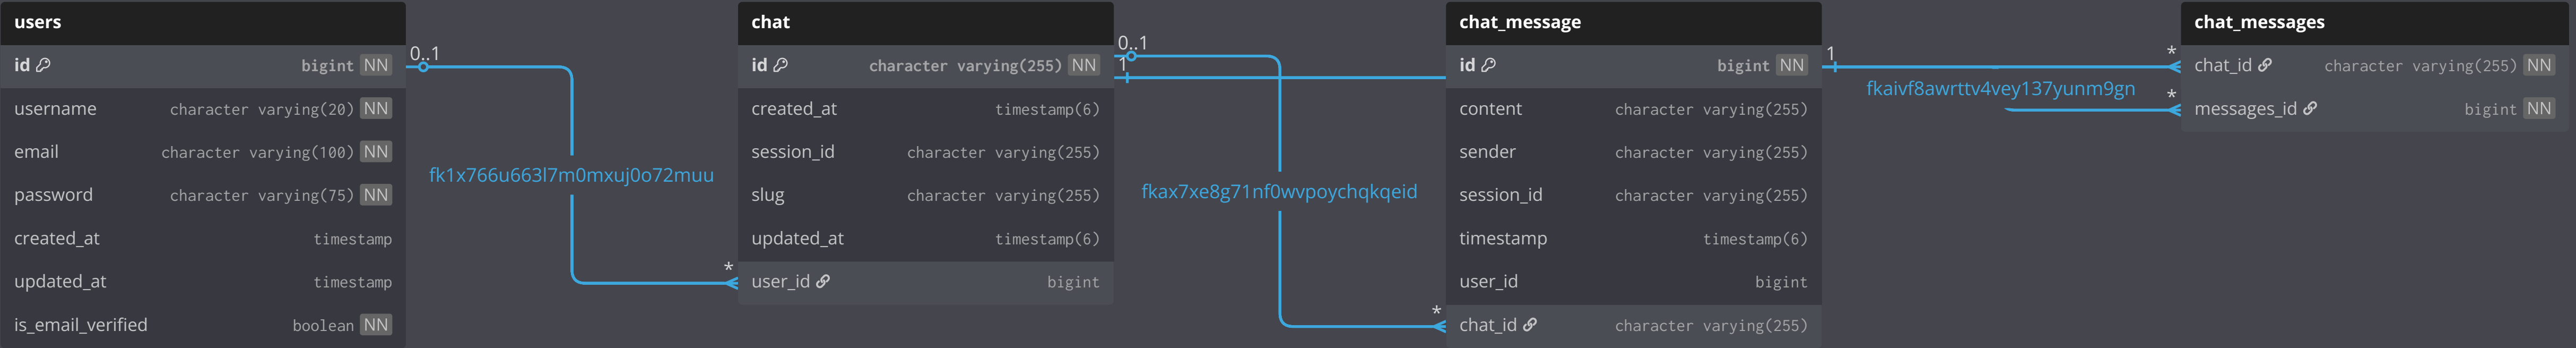 users
id bigint NN
username character varying(20) NN
email character varying(100) NN
password character varying(75) NN
created_at timestamp
updated_at timestamp
is_email_verified boolean NN
0..1
fk1x766u663l7m0mxuj0o72muu
*
chat
id character varying(255) NN
created_at timestamp(6)
session_id character varying(255)
slug character varying(255)
updated_at timestamp(6)
user_id bigint
0..1
1
fkax7xe8g71nf0wvpoychqkqeid
*
chat_message
id bigint NN
content character varying(255)
sender character varying(255)
session_id character varying(255)
timestamp timestamp(6)
user_id bigint
chat_id character varying(255)
1
*
fkaivf8awrttv4vey137yunm9gn
*
chat_messages
chat_id character varying(255) NN
messages_id bigint NN